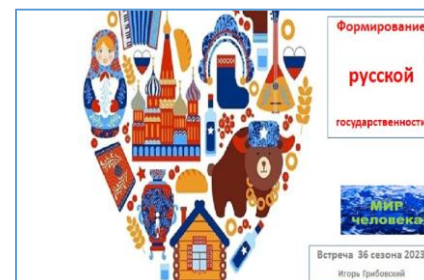 Формирование
русской
государственности
МИР
человека
Встреча 36 сезона 2023
Игорь Грибовский